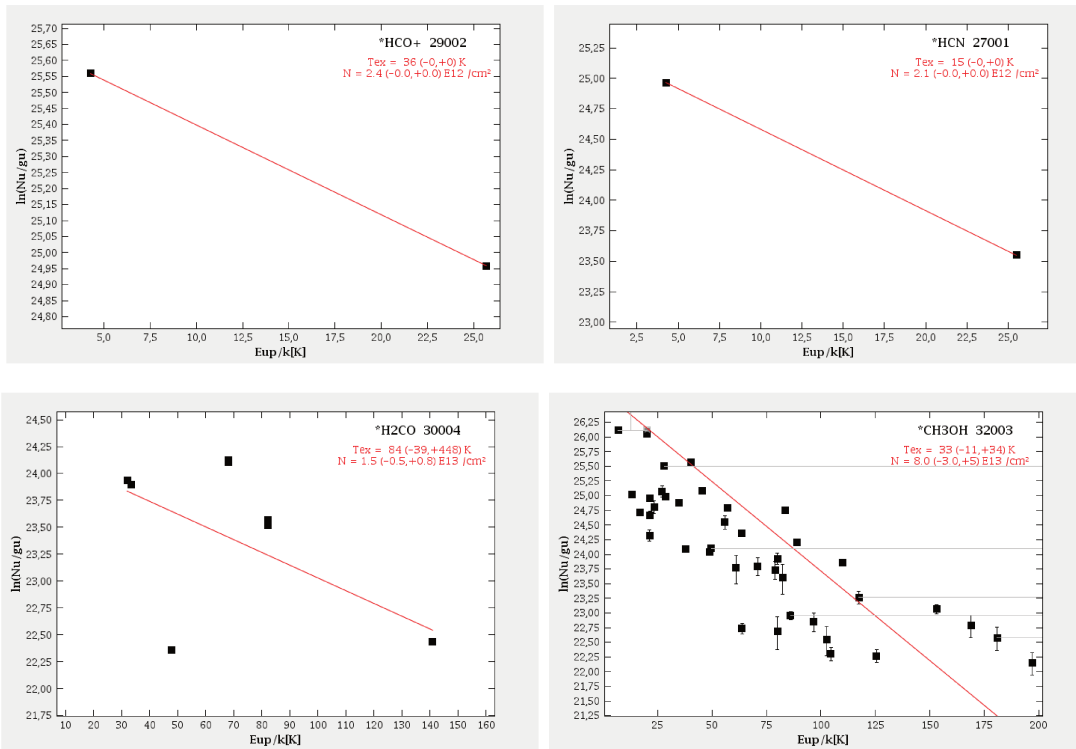 *HCO+ 29002
Tex = 36 (-0,+0) K
N = 2.4 (-0.0,+0.0) E12 /cm²
25,70
25,65
25,60
25,55
25,50
25,45
25,40
25,35
25,30
25,25
25,20
25,15
25,10
25,05
25,00
24,95
24,90
24,85
24,80
ln(Nu/gu)
5,0 7,5 10,0 12,5 15,0 17,5 20,0 22,5 25,0
Eup/k[K]
*HCN 27001
Tex = 15 (-0,+0) K
N = 2.1 (-0.0,+0.0) E12 /cm²
25,25
25,00
24,75
24,50
24,25
24,00
23,75
23,50
23,25
23,00
ln(Nu/gu)
2,5 5,0 7,5 10,0 12,5 15,0 17,5 20,0 22,5 25,0
Eup/k[K]
*H2CO 30004
Tex = 84 (-39,+448) K
N = 1.5 (-0.5,+0.8) E13 /cm²
24,50
24,25
24,00
23,75
23,50
23,25
23,00
22,75
22,50
22,25
22,00
21,75
ln(Nu/gu)
10 20 30 40 50 60 70 80 90 100 110 120 130 140 150 160
Eup/k[K]
*CH3OH 32003
Tex = 33 (-11,+34) K
N = 8.0 (-3.0,+5) E13 /cm²
26,25
26,00
25,75
25,50
25,25
25,00
24,75
24,50
24,25
24,00
23,75
23,50
23,25
23,00
22,75
22,50
22,25
22,00
21,75
21,50
21,25
ln(Nu/gu)
25 50 75 100 125 150 175 200
Eup/k[K]